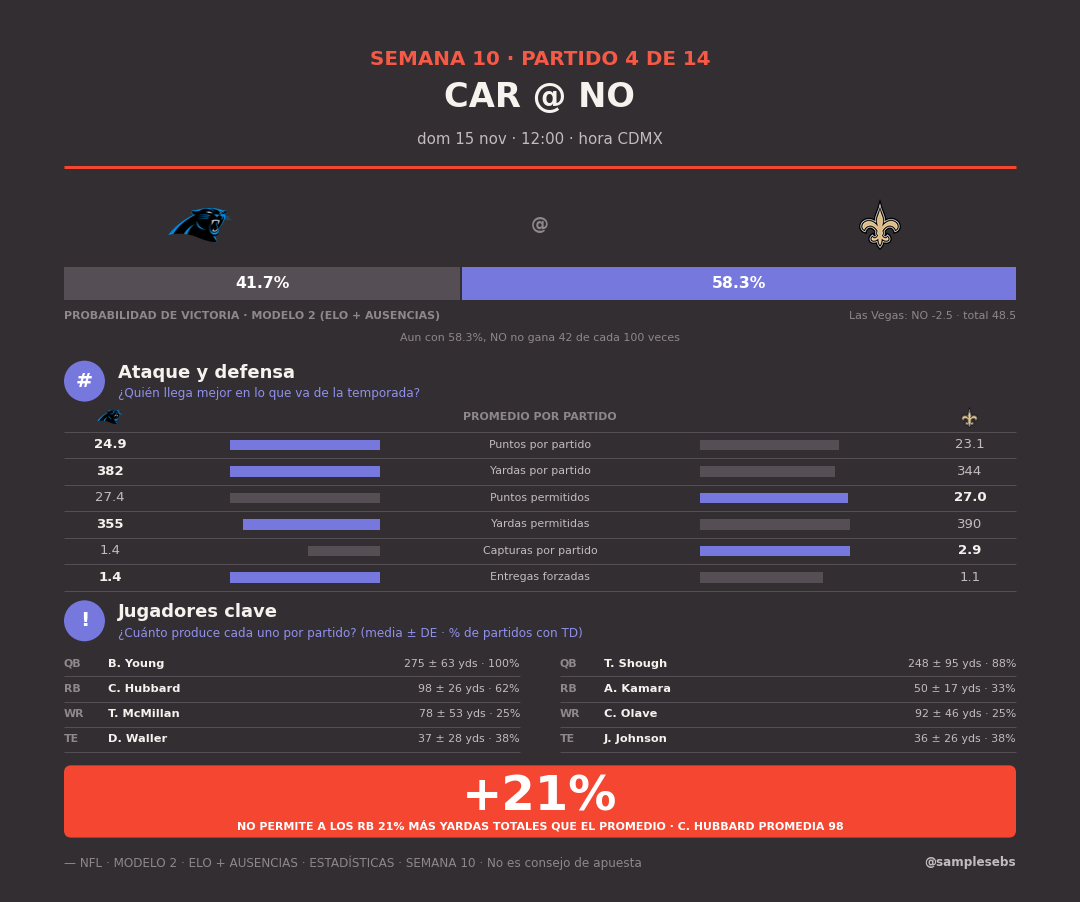 SEMANA 10 · PARTIDO 4 DE 14
CAR @ NO
dom 15 nov · 12:00 · hora CDMX
@
41.7% 58.3%
PROBABILIDAD DE VICTORIA · MODELO 2 (ELO + AUSENCIAS) Las Vegas: NO -2.5 · total 48.5
Aun con 58.3%, NO no gana 42 de cada 100 veces
# Ataque y defensa
¿Quién llega mejor en lo que va de la temporada?
PROMEDIO POR PARTIDO
24.9 Puntos por partido 23.1
382 Yardas por partido 344
27.4 Puntos permitidos 27.0
355 Yardas permitidas 390
1.4 Capturas por partido 2.9
1.4 Entregas forzadas 1.1
! Jugadores clave
¿Cuánto produce cada uno por partido? (media ± DE · % de partidos con TD)
QB B. Young 275 ± 63 yds · 100% QB T. Shough 248 ± 95 yds · 88%
RB C. Hubbard 98 ± 26 yds · 62% RB A. Kamara 50 ± 17 yds · 33%
WR T. McMillan 78 ± 53 yds · 25% WR C. Olave 92 ± 46 yds · 25%
TE D. Waller 37 ± 28 yds · 38% TE J. Johnson 36 ± 26 yds · 38%
+21%
NO PERMITE A LOS RB 21% MÁS YARDAS TOTALES QUE EL PROMEDIO · C. HUBBARD PROMEDIA 98
— NFL · MODELO 2 · ELO + AUSENCIAS · ESTADÍSTICAS · SEMANA 10 · No es consejo de apuesta @samplesebs